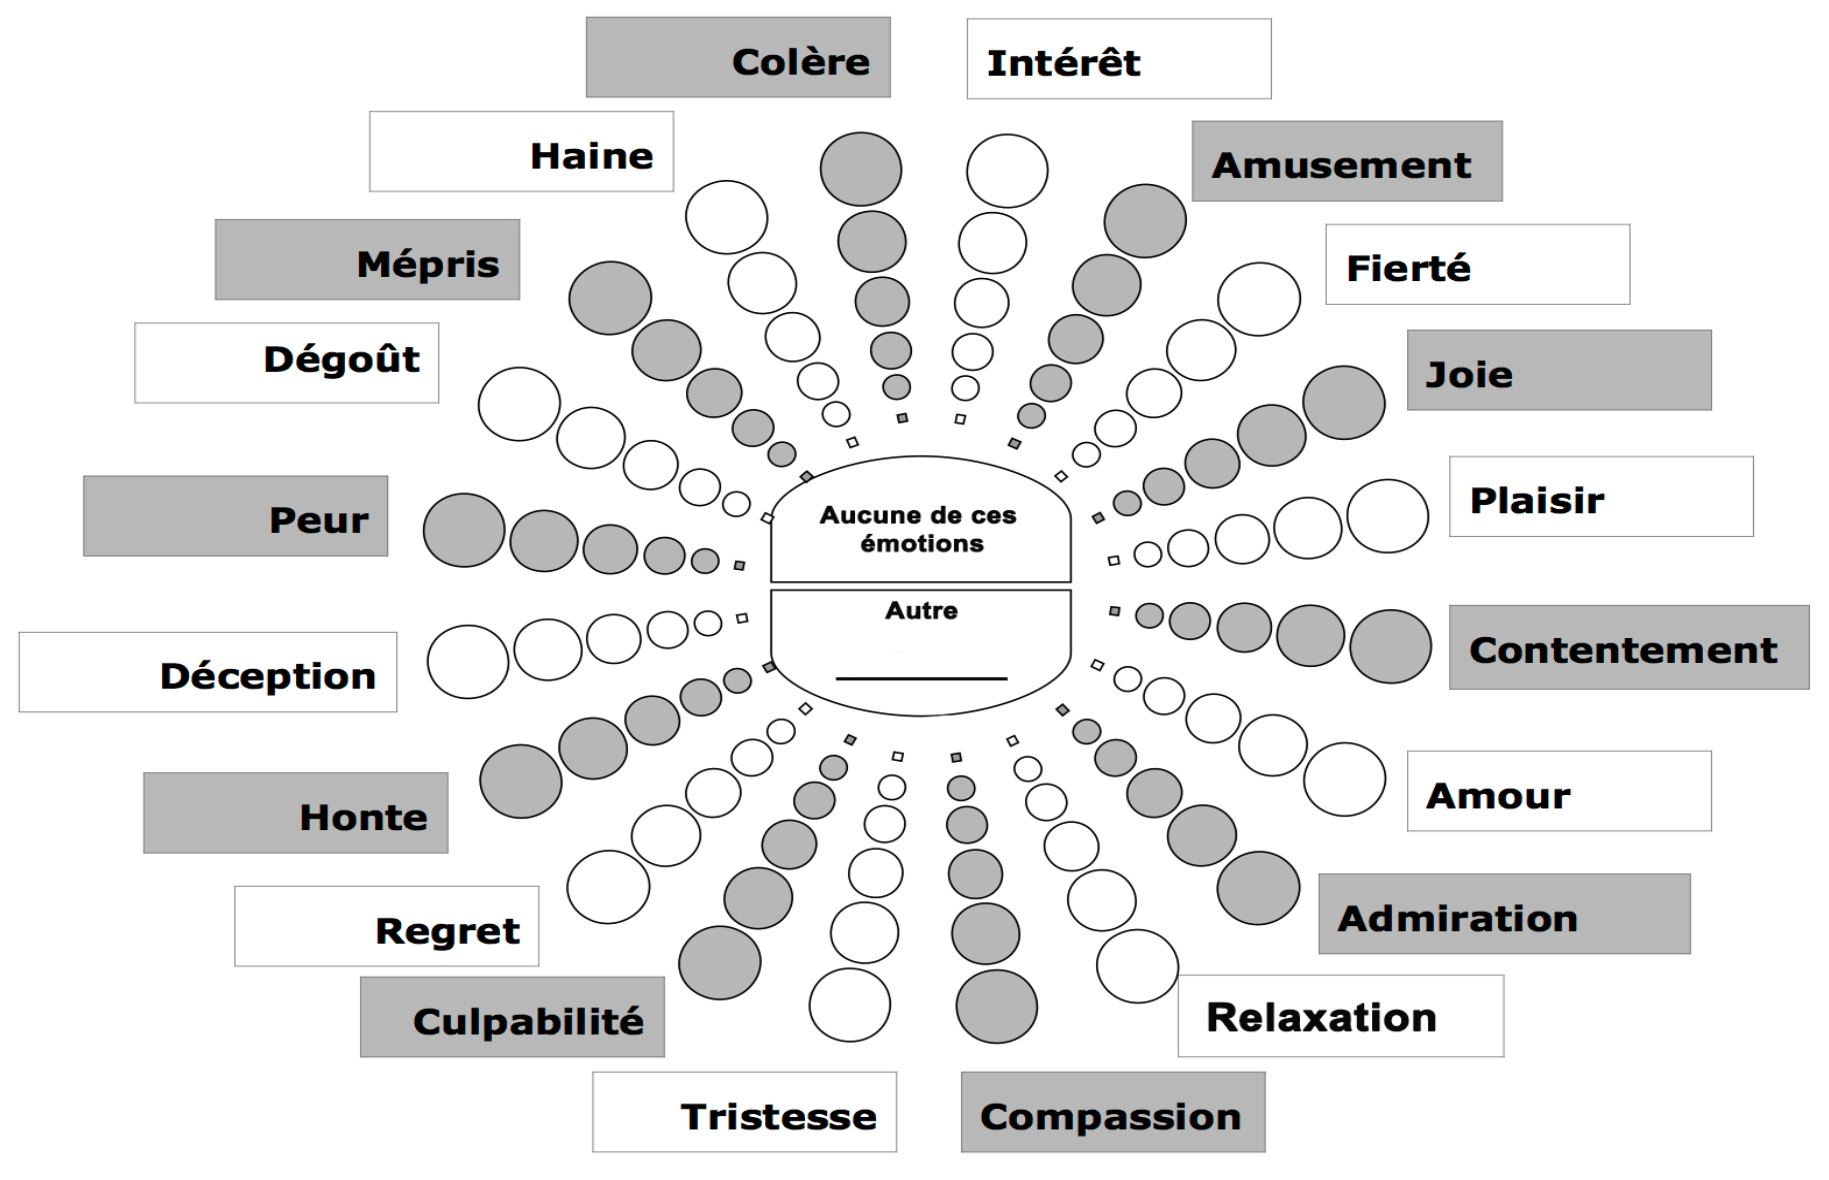 Colère
Intérêt
Haine
Amusement
Mépris
Fierté
Dégoût
Joie
Peur
Plaisir
Aucune de ces
émotions
Autre
Déception
Contentement
Honte
Amour
Regret
Admiration
Culpabilité
Relaxation
Tristesse
Compassion